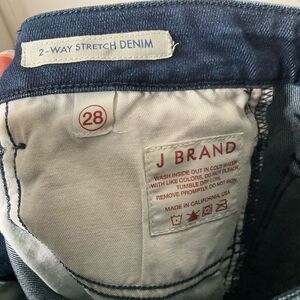 2-WAY STRETCH DENIM
28
J BRAND
WASH INSIDE OUT IN COLD WATER
WITH LIKE COLORS, DO NOT BLEACH,
TUMBLE DRY LOW,
REMOVE PROMPTLY, DO NOT IRON.
MADE IN CALIFORNIA, USA